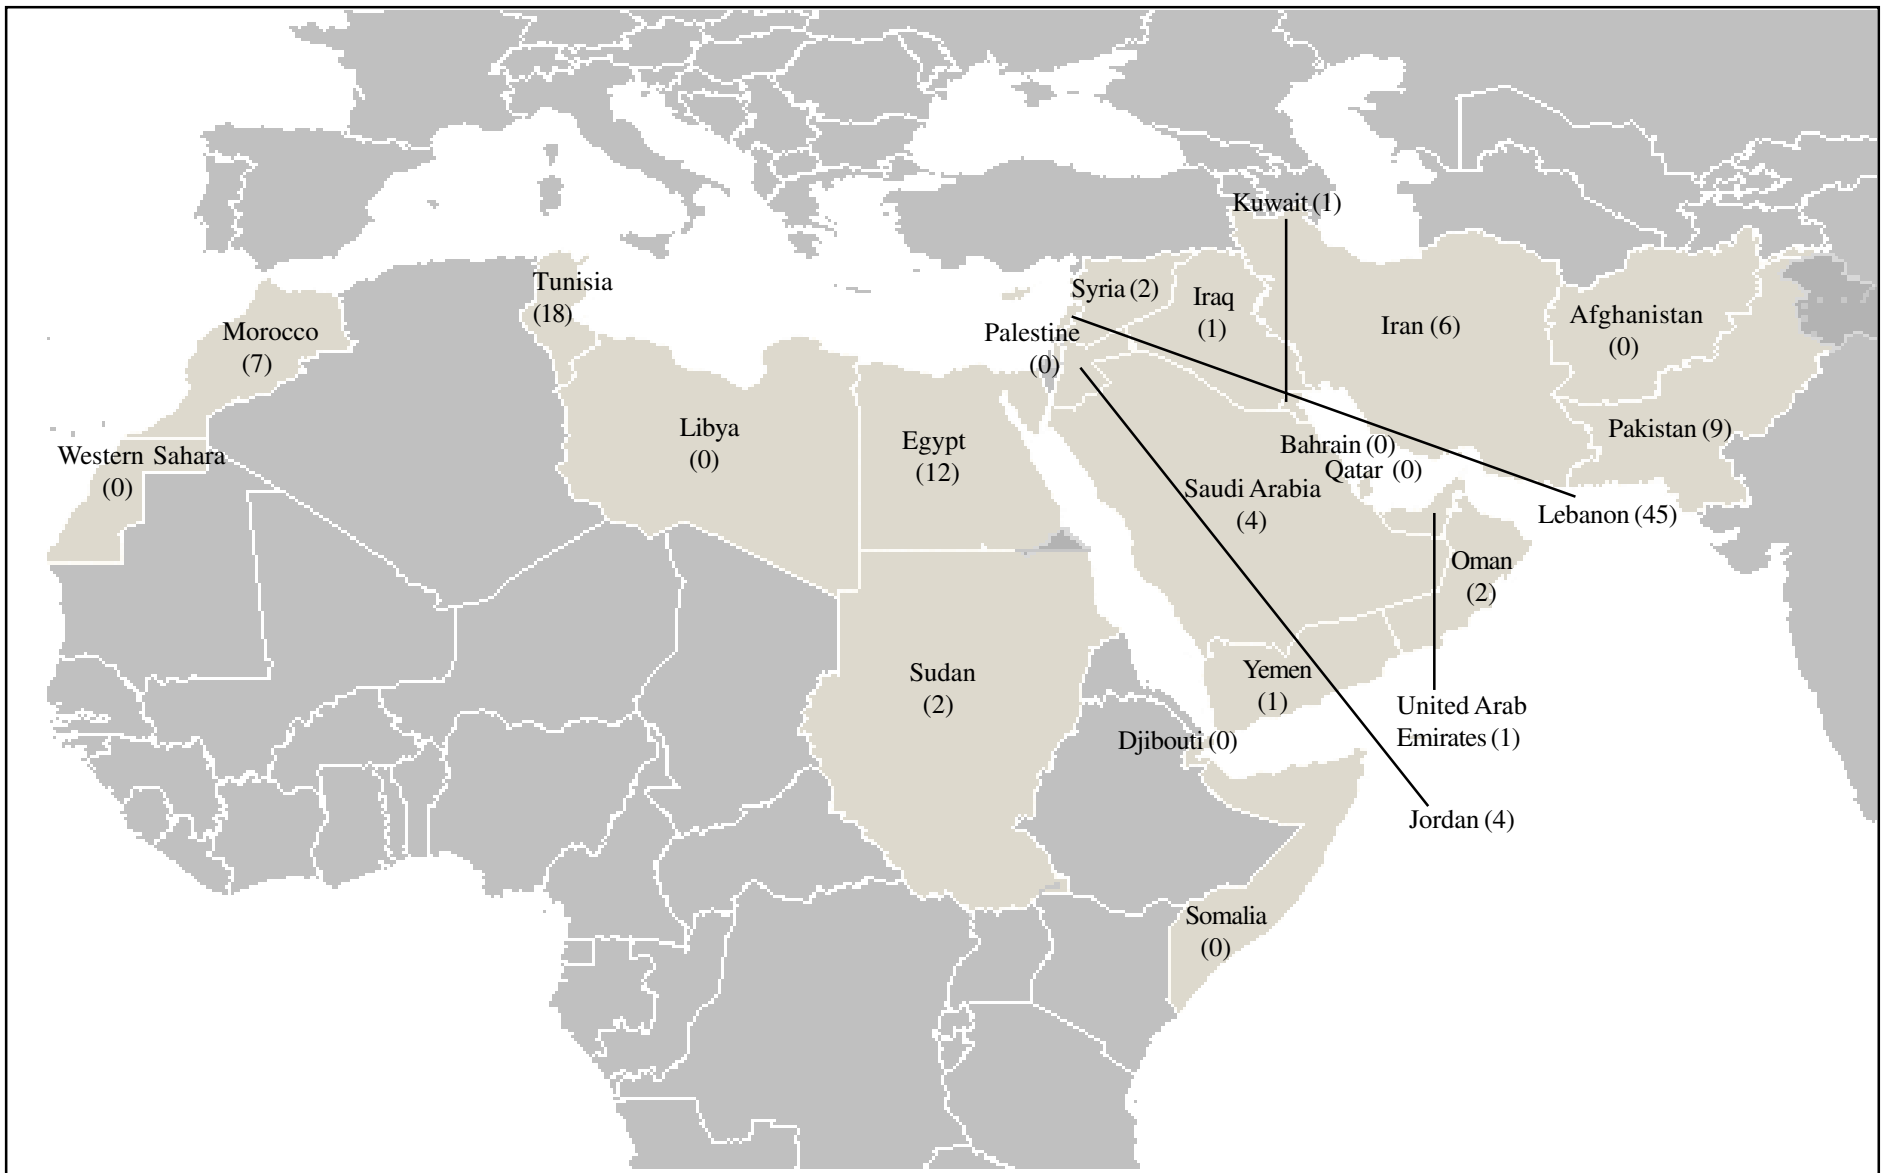 Kuwait (1)
Tunisia
(18)
Syria (2)
Iraq
(1)
Morocco
(7)
Palestine
(0)
Iran (6)
Afghanistan
(0)
Libya
(0)
Egypt
(12)
Pakistan (9)
Bahrain (0)
Qatar (0)
Western Sahara
(0)
Saudi Arabia
(4)
Lebanon (45)
Oman
(2)
Sudan
(2)
Yemen
(1)
United Arab
Emirates (1)
Djibouti (0)
Jordan (4)
Somalia
(0)